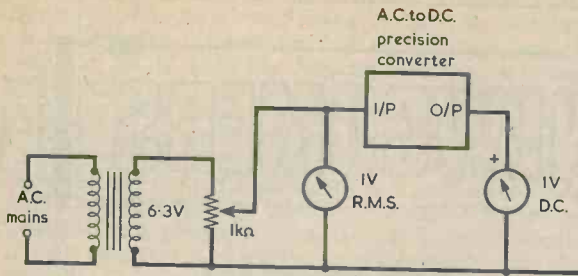 A.C. to D.C.
precision
converter
I/P O/P
A.C.
mains
6·3V
1kΩ
1V
R.M.S.
+
1V
D.C.